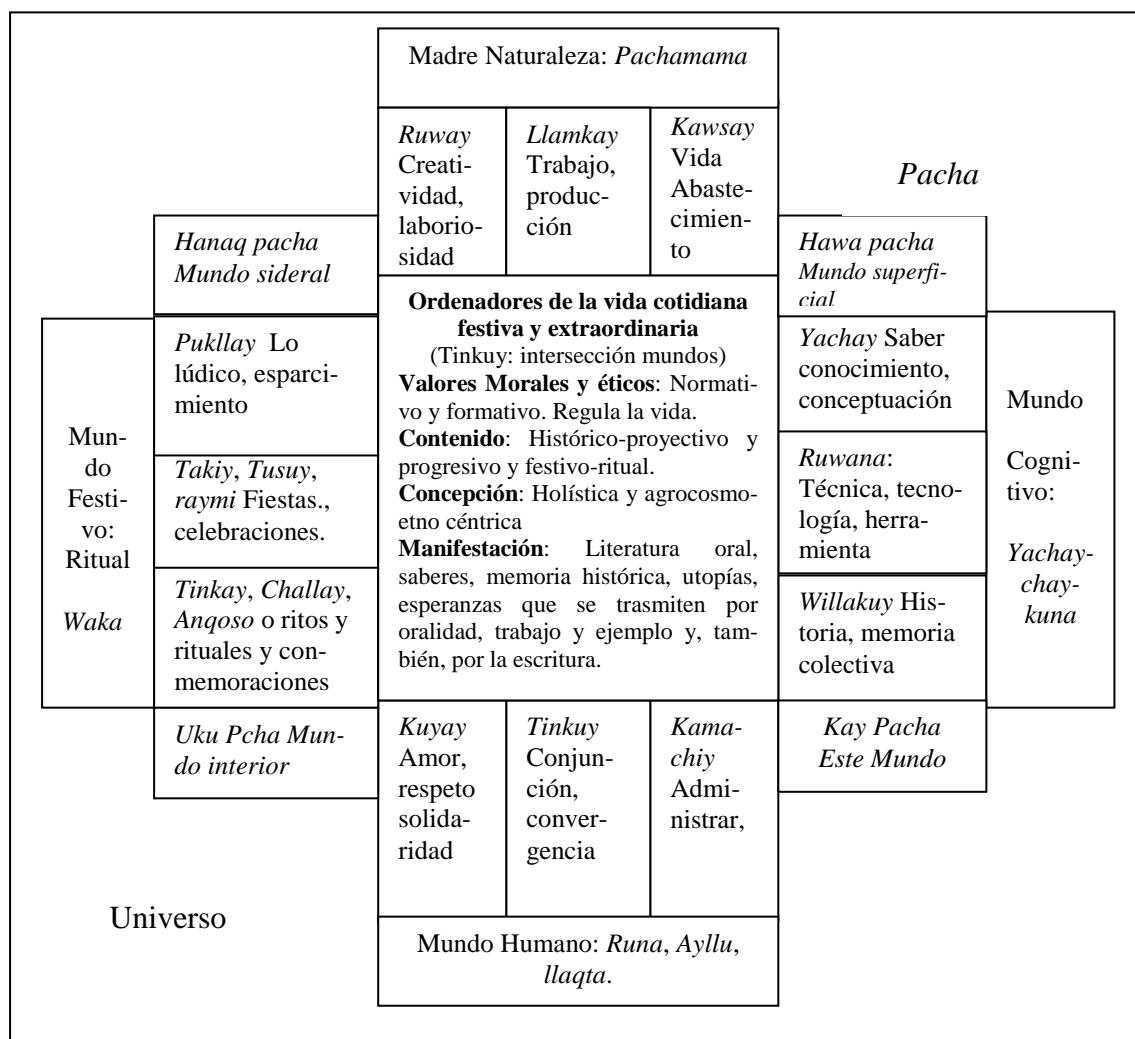 Madre Naturaleza: Pachamama
Ruway
Creati-
vidad,
laborio-
sidad
Llamkay
Trabajo,
produc-
ción
Kawsay
Vida
Abaste-
cimien-
to
Pacha
Hanaq pacha
Mundo sideral
Hawa pacha
Mundo superfi-
cial
Mun-
do
Festi-
vo:
Ritual
Waka
Pukllay Lo
lúdico, esparci-
miento
Takiy, Tusuy,
raymi Fiestas.,
celebraciones.
Tinkay, Challay,
Anqoso o ritos y
rituales y con-
memoraciones
Ordenadores de la vida cotidiana
festiva y extraordinaria
(Tinkuy: intersección mundos)
Valores Morales y éticos: Normati-
vo y formativo. Regula la vida.
Contenido: Histórico-proyectivo y
progresivo y festivo-ritual.
Concepción: Holística y agrocosmo-
etno céntrica
Manifestación: Literatura oral,
saberes, memoria histórica, utopías,
esperanzas que se trasmiten por
oralidad, trabajo y ejemplo y, tam-
bién, por la escritura.
Yachay Saber
conocimiento,
conceptuación
Ruwana:
Técnica, tecno-
logía, herra-
mienta
Willakuy His-
toria, memoria
colectiva
Mundo
Cogni-
tivo:
Yachay-
chay-
kuna
Uku Pcha Mun-
do interior
Kuyay
Amor,
respeto
solida-
ridad
Tinkuy
Conjun-
ción,
conver-
gencia
Kama-
chiy
Admi-
nistrar,
Kay Pacha
Este Mundo
Universo
Mundo Humano: Runa, Ayllu,
llaqta.